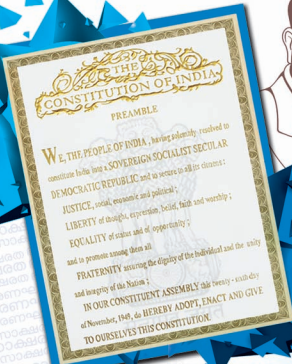 THE
CONSTITUTION OF INDIA
PREAMBLE
WE, THE PEOPLE OF INDIA, having solemnly resolved to
constitute India into a SOVEREIGN SOCIALIST SECULAR
DEMOCRATIC REPUBLIC and to secure to all its citizens :
JUSTICE, social, economic and political ;
LIBERTY of thought, expression, belief, faith and worship ;
EQUALITY of status and of opportunity ;
and to promote among them all
FRATERNITY assuring the dignity of the individual and the unity
and integrity of the Nation ;
IN OUR CONSTITUENT ASSEMBLY this twenty - sixth day
of November, 1949, do HEREBY ADOPT, ENACT AND GIVE
TO OURSELVES THIS CONSTITUTION.